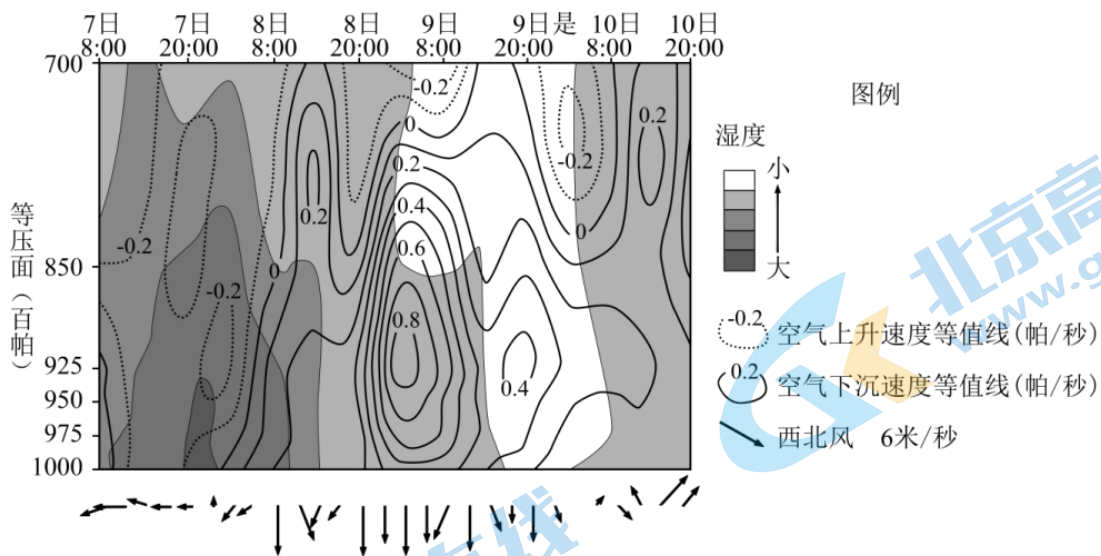 7日 7日 8日 8日 9日 9日是 10日 10日
8:00 20:00 8:00 20:00 8:00 20:00 8:00 20:00
700
850
925
950
975
1000
等压面（百帕）
-0.2
-0.2
0
0.2
0
0.2
0.4
0.6
0.8
-0.2
-0.2
0
0.2
0.4
图例
湿度
小
大
-0.2 空气上升速度等值线(帕/秒)
0.2 空气下沉速度等值线(帕/秒)
西北风 6米/秒
北京高
www.g
在线